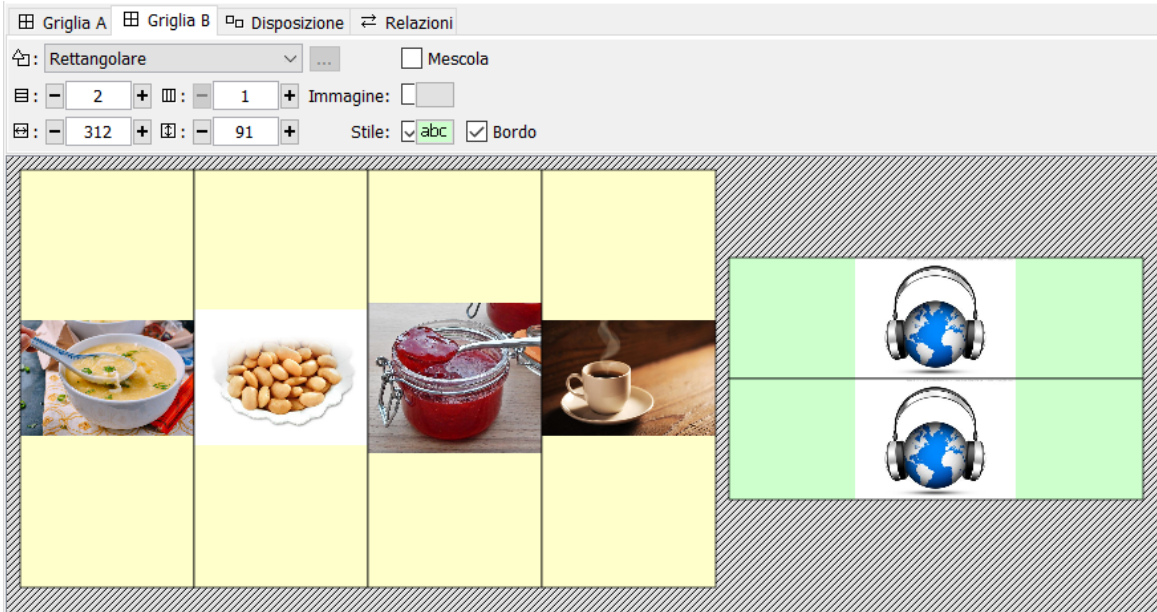 Griglia A Griglia B Disposizione Relazioni
: Rettangolare ... Mescola
: - 2 + : - 1 + Immagine:
: - 312 + : - 91 + Stile: abc Bordo